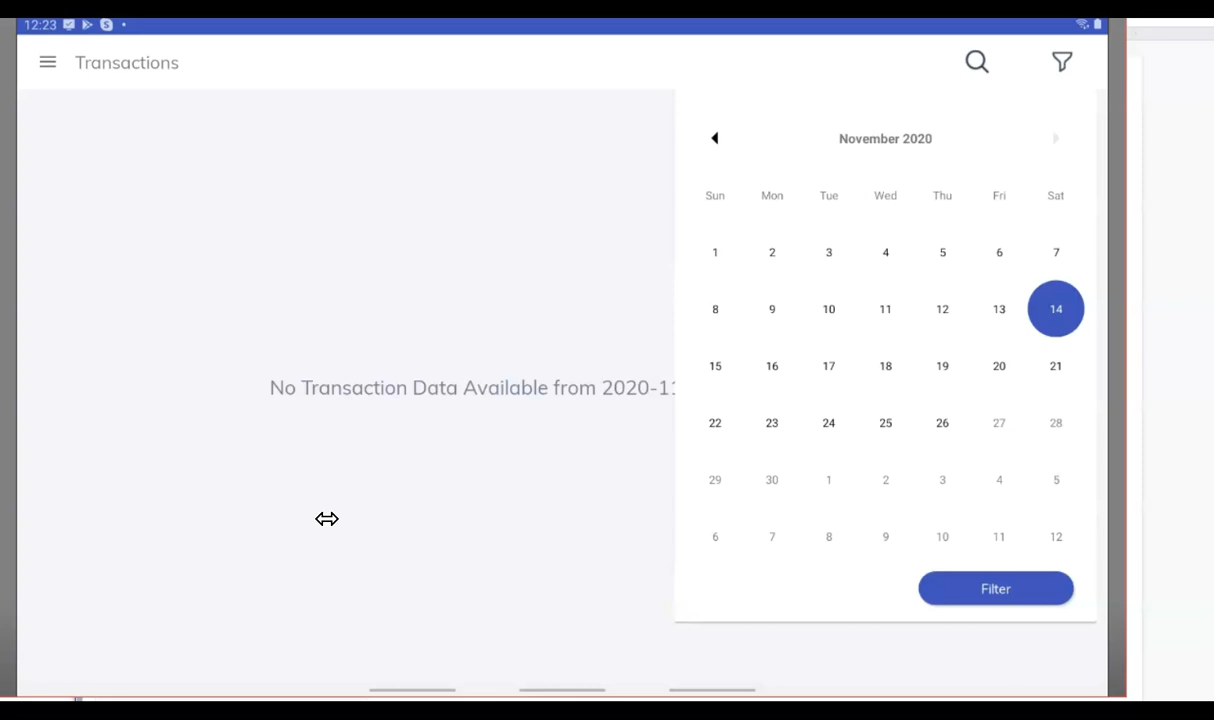 12:23
Transactions
November 2020
Sun Mon Tue Wed Thu Fri Sat
1 2 3 4 5 6 7
8 9 10 11 12 13 14
15 16 17 18 19 20 21
No Transaction Data Available from 2020-11
22 23 24 25 26 27 28
29 30 1 2 3 4 5
6 7 8 9 10 11 12
Filter